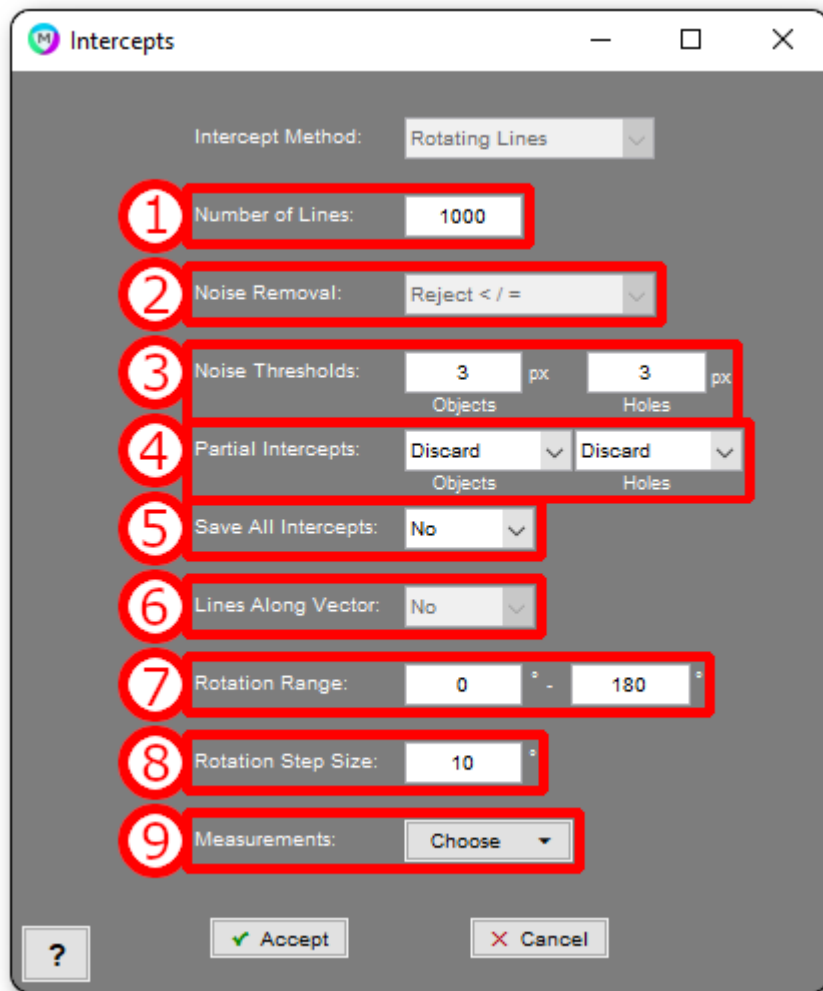 M Intercepts
Intercept Method: Rotating Lines
1 Number of Lines: 1000
2 Noise Removal: Reject < / =
3 Noise Thresholds: 3 px 3 px
Objects Holes
4 Partial Intercepts: Discard Discard
Objects Holes
5 Save All Intercepts: No
6 Lines Along Vector: No
7 Rotation Range: 0 ° - 180 °
8 Rotation Step Size: 10 °
9 Measurements: Choose
? Accept Cancel